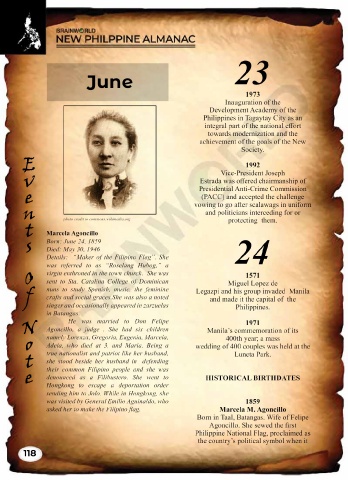 BRAINWORLD
NEW PHILPPINE ALMANAC
June
Events Of Note
Marcela Agoncillo
Born: June 24, 1859
Died: May 30, 1946
Details: "Maker of the Filipino Flag". She
was referred to as "Roselang Hubog," a
virgin enthroned in the town church. She was
sent to Sta. Catalina College of Dominican
nuns to study Spanish, music, the feminine
crafts and social graces. She was also a noted
singer and occasionally appeared in zarzuelas
in Batangas.
He was married to Don Felipe
Agoncillo, a judge. She had six children
namely Lorenza, Gregoria, Eugenia, Marcela,
Adela, who died at 3, and Maria. Being a
true nationalist and patriot like her husband,
she stood beside her husband in defending
their common Filipino people and she was
denounced as a Filibustero. She went to
Hongkong to escape a deportation order
sending him to Jolo. While in Hongkong, she
was visited by General Emilio Aguinaldo, who
asked her to make the Filipino flag.
118
23
1973
Inauguration of the
Development Academy of the
Philippines in Tagaytay City as an
integral part of the national effort
towards modernization and the
achievement of the goals of the New
Society.
1992
Vice-President Joseph
Estrada was offered chairmanship of
Presidential Anti-Crime Commission
(PACC) and accepted the challenge
vowing to go after scalawags in uniform
and politicians interceding for or
protecting them.
24
1571
Miguel Lopez de
Legazpi and his group invaded Manila
and made it the capital of the
Philippines.
1971
Manila's commemoration of its
400th year; a mass
wedding of 400 couples was held at the
Luneta Park.
HISTORICAL BIRTHDATES
1859
Marcela M. Agoncillo
Born in Taal, Batangas. Wife of Felipe
Agoncillo. She sewed the first
Philippine National Flag, proclaimed as
the country's political symbol when it